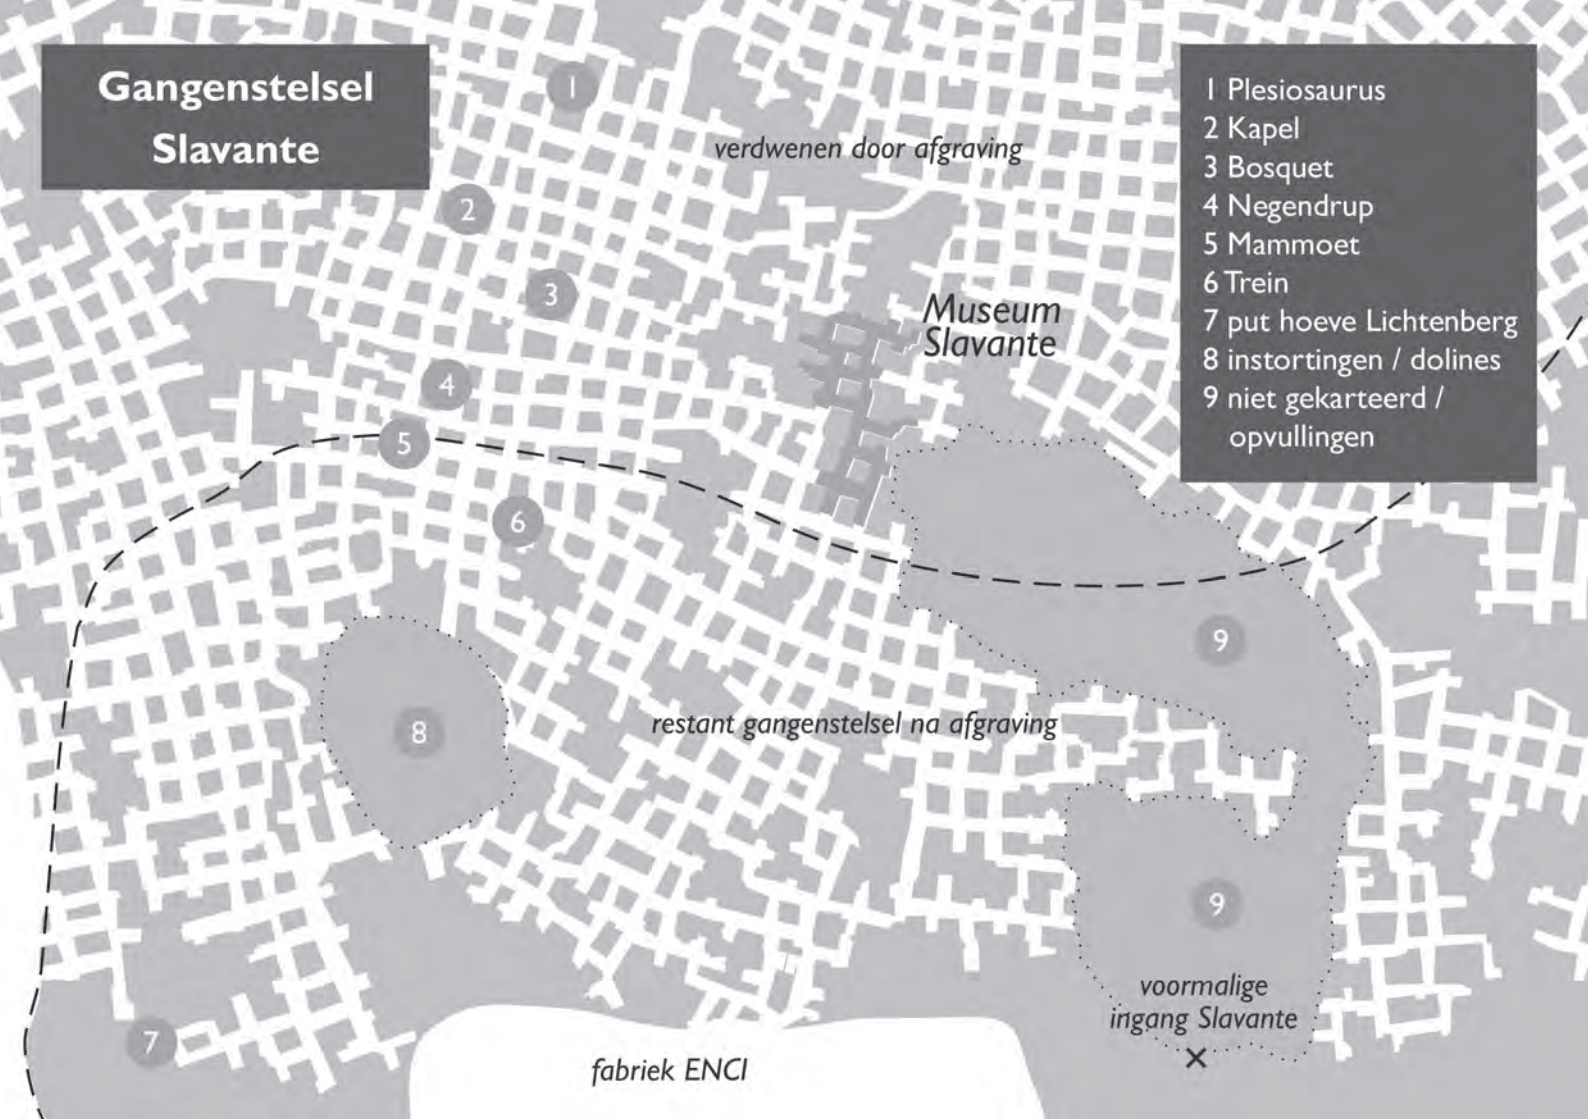 Gangenstelsel
Slavante
1 Plesiosaurus
2 Kapel
3 Bosquet
4 Negendrup
5 Mammoet
6 Trein
7 put hoeve Lichtenberg
8 instortingen / dolines
9 niet gekarteerd /
opvullingen
1
verdwenen door afgraving
2
3
Museum
Slavante
4
5
6
9
restant gangenstelsel na afgraving
8
9
voormalige
ingang Slavante
7
fabriek ENCI